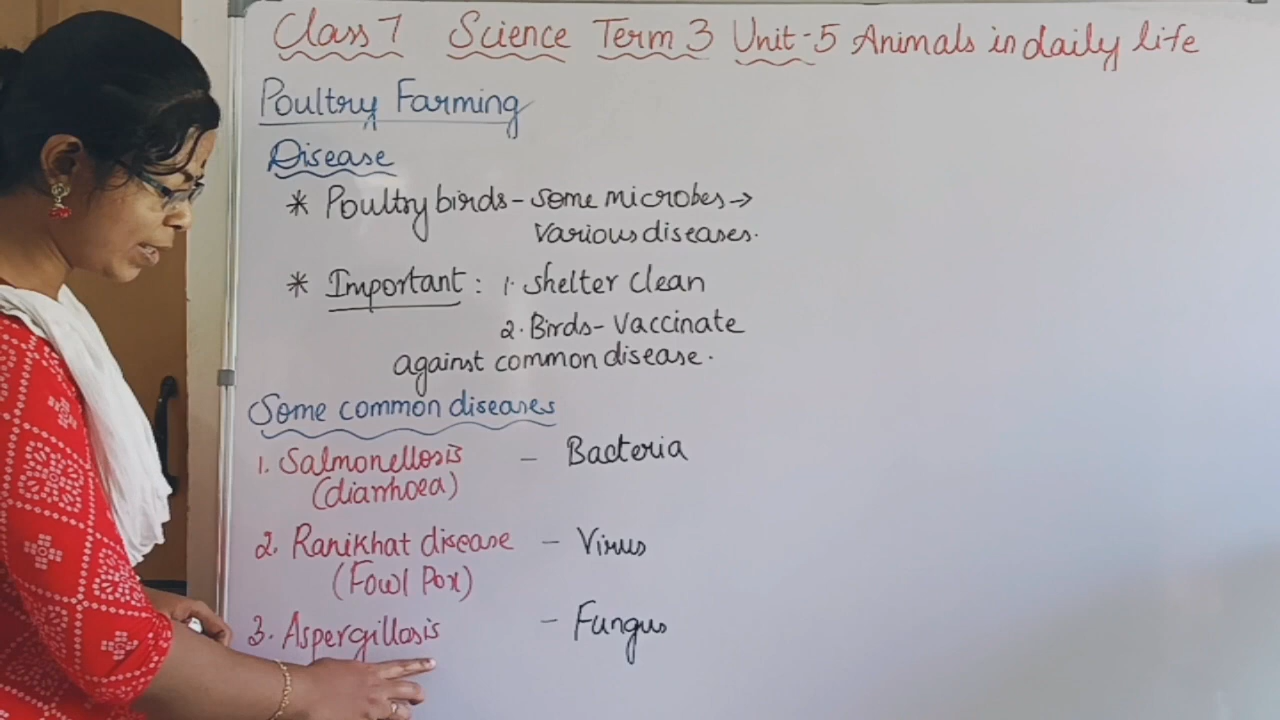 Class 7 Science Term 3 Unit-5 Animals in daily life
Poultry Farming
Disease
* Poultry birds - some microbes →
various diseases.
* Important : 1. Shelter clean
2. Birds - Vaccinate
against common disease.
Some common diseases
1. Salmonellosis - Bacteria
(diarrhoea)
2. Ranikhat disease - Virus
(Fowl Pox)
3. Aspergillosis - Fungus